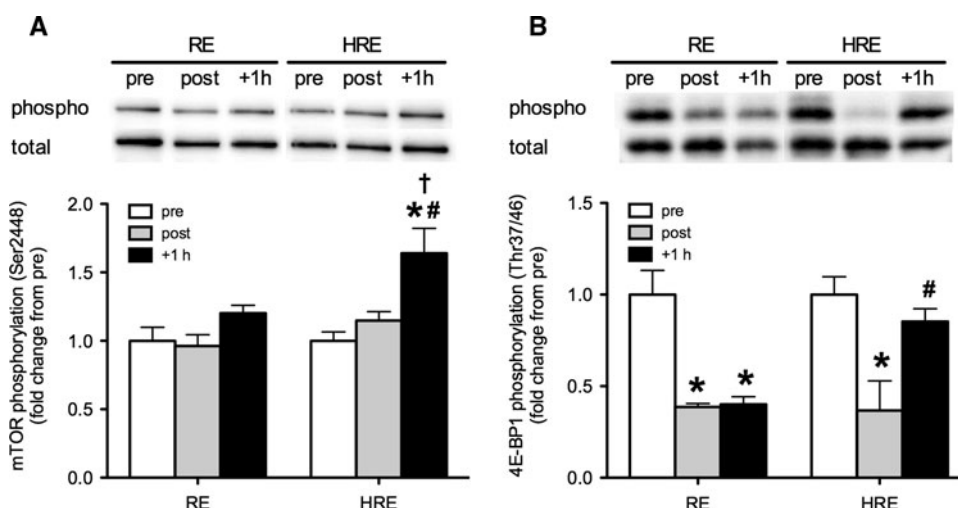 A
RE HRE
pre post +1h pre post +1h
phospho
total
mTOR phosphorylation (Ser2448)
(fold change from pre)
2.0
1.5
1.0
0.5
0.0
pre
post
+1 h
†
*#
RE HRE
B
RE HRE
pre post +1h pre post +1h
phospho
total
4E-BP1 phosphorylation (Thr37/46)
(fold change from pre)
1.5
1.0
0.5
0.0
pre
post
+1 h
* * * #
RE HRE